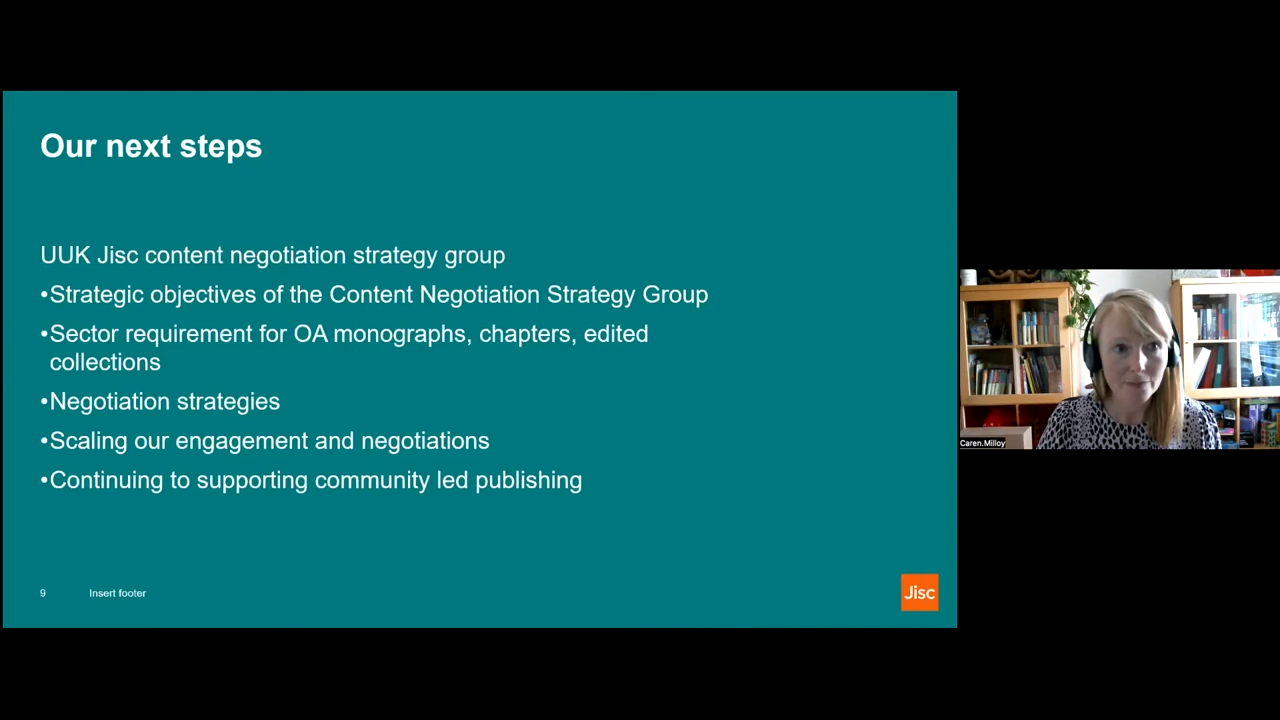 Our next steps
UUK Jisc content negotiation strategy group
•Strategic objectives of the Content Negotiation Strategy Group
•Sector requirement for OA monographs, chapters, edited
collections
•Negotiation strategies
•Scaling our engagement and negotiations
•Continuing to supporting community led publishing
9
Insert footer
Jisc
Caren.Milloy